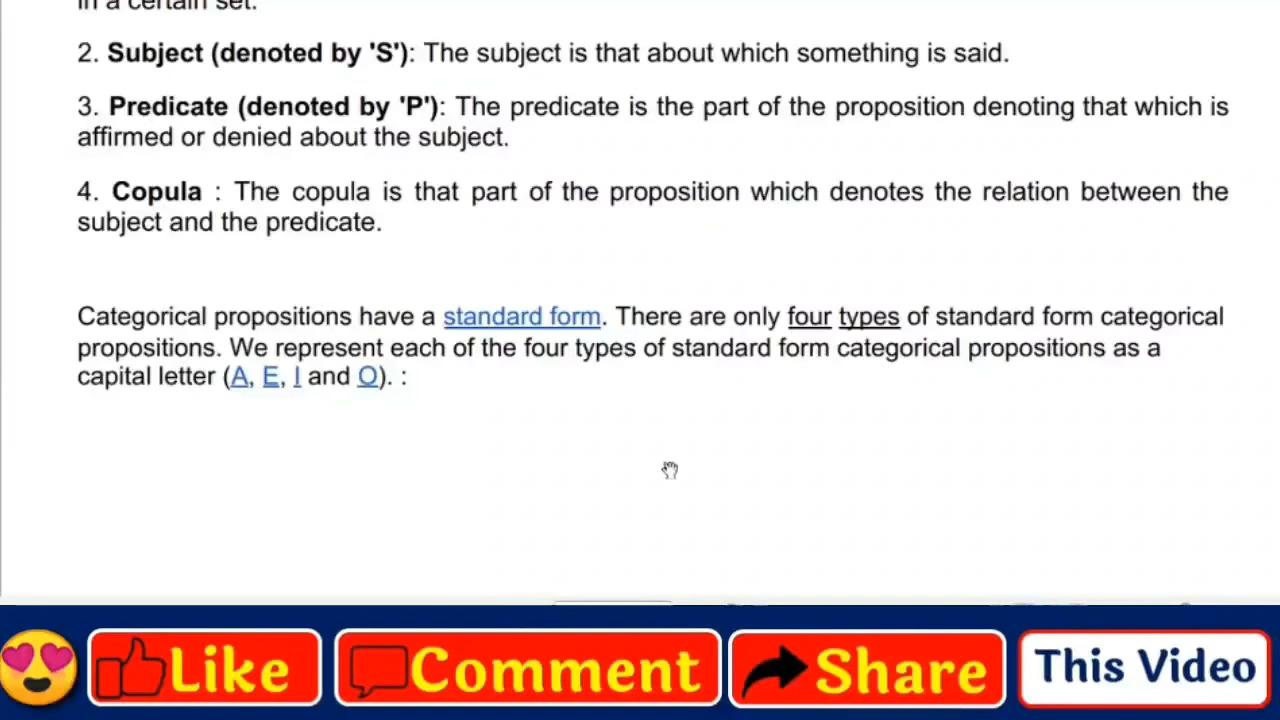 in a certain set.
2. Subject (denoted by 'S'): The subject is that about which something is said.
3. Predicate (denoted by 'P'): The predicate is the part of the proposition denoting that which is
affirmed or denied about the subject.
4. Copula : The copula is that part of the proposition which denotes the relation between the
subject and the predicate.
Categorical propositions have a standard form. There are only four types of standard form categorical
propositions. We represent each of the four types of standard form categorical propositions as a
capital letter (A, E, I and O). :
Like Comment Share This Video